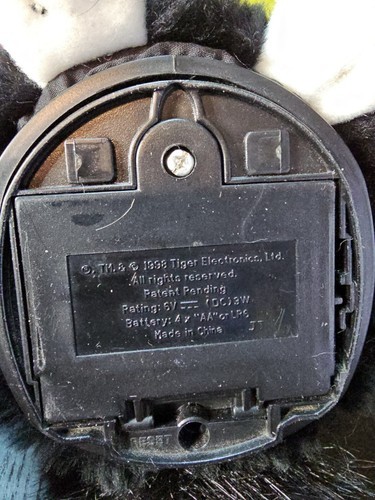 ©, TM, & © 1998 Tiger Electronics, Ltd.
All rights reserved.
Patent Pending
Rating: 6V ⎓ (DC) 3W
Battery: 4 x "AA" or LR6
Made in China
JT
RESET